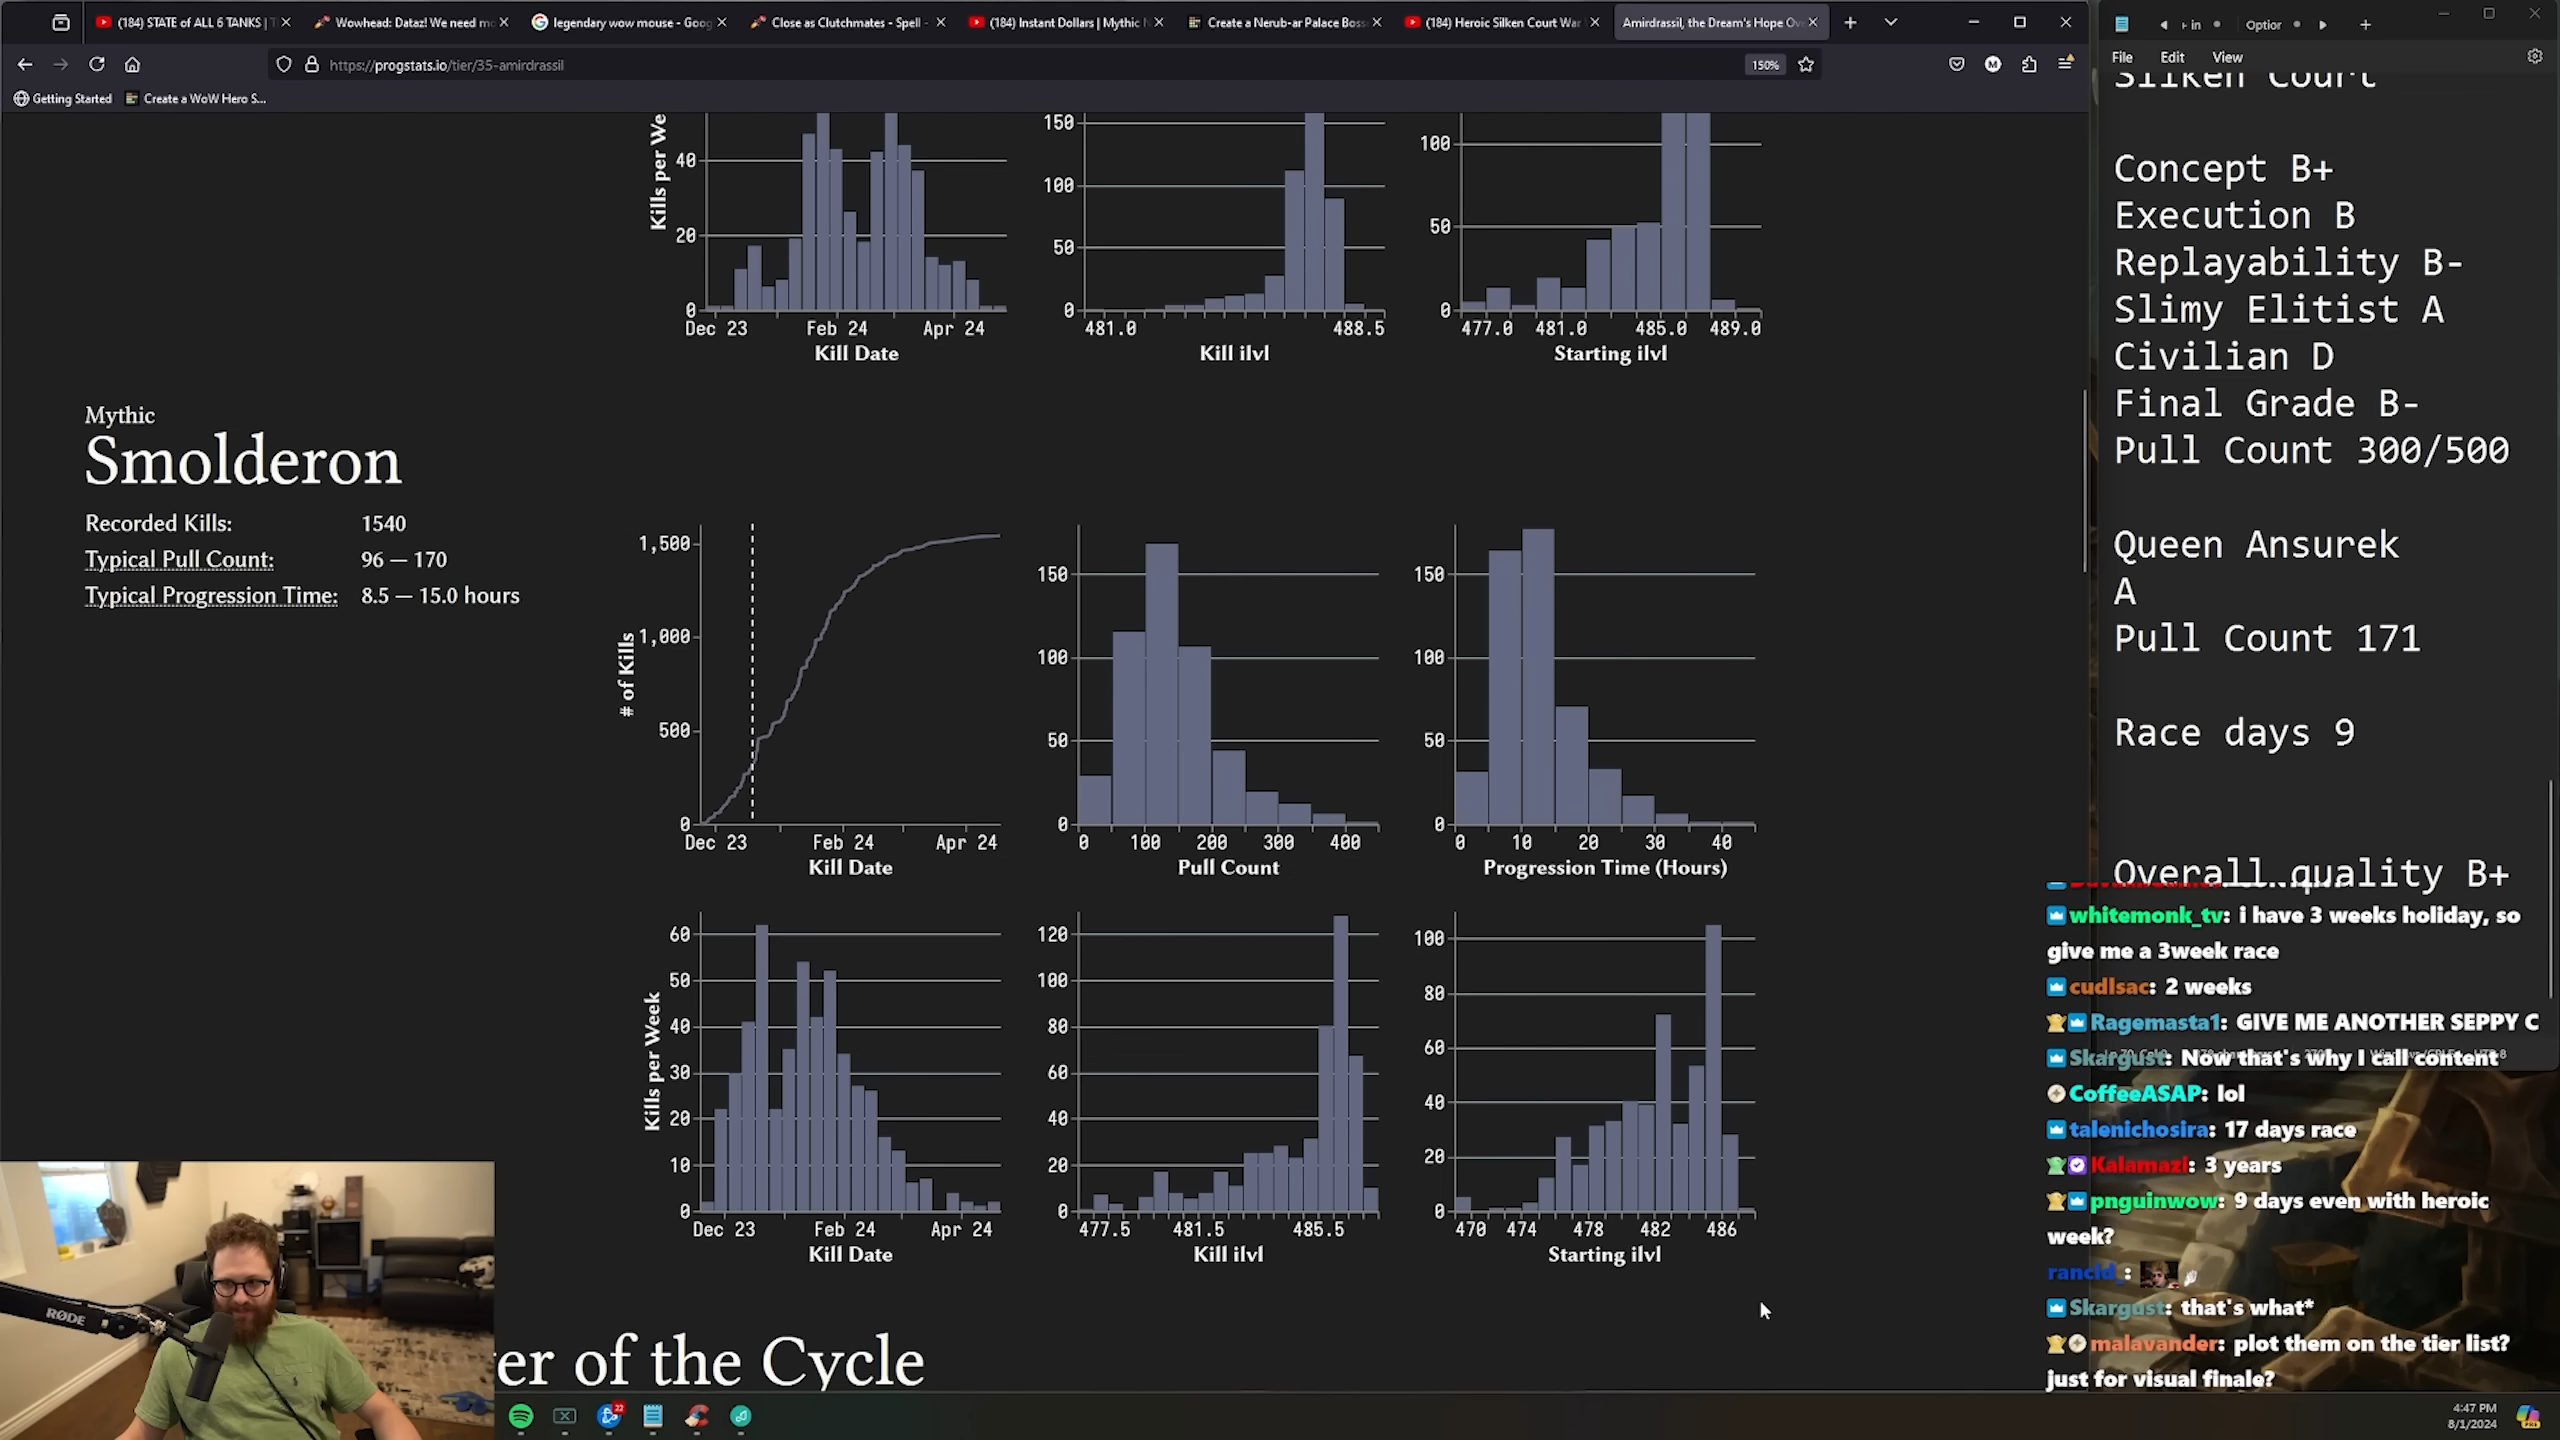 (184) STATE of ALL 6 TANKS | T
Wowhead: Dataz! We need mo
legendary wow mouse - Goog
Close as Clutchmates - Spell -
(184) Instant Dollars | Mythic N
Create a Nerub-ar Palace Boss
(184) Heroic Silken Court War
Amirdrassil, the Dream's Hope Ov
https://progstats.io/tier/35-amirdrassil
150%
Getting Started
Create a WoW Hero S...
Kills per We
40
20
0
Dec 23
Feb 24
Apr 24
Kill Date
150
100
50
0
481.0
488.5
Kill ilvl
100
50
0
477.0
481.0
485.0
489.0
Starting ilvl
Mythic
Smolderon
Recorded Kills: 1540
Typical Pull Count: 96 — 170
Typical Progression Time: 8.5 — 15.0 hours
# of Kills
1,500
1,000
500
0
Dec 23
Feb 24
Apr 24
Kill Date
150
100
50
0
0
100
200
300
400
Pull Count
150
100
50
0
0
10
20
30
40
Progression Time (Hours)
Kills per Week
60
50
40
30
20
10
0
Dec 23
Feb 24
Apr 24
Kill Date
120
100
80
60
40
20
0
477.5
481.5
485.5
Kill ilvl
100
80
60
40
20
0
470
474
478
482
486
Starting ilvl
er of the Cycle
RØDE
in
Optior
File
Edit
View
Silken Court
Concept B+
Execution B
Replayability B-
Slimy Elitist A
Civilian D
Final Grade B-
Pull Count 300/500
Queen Ansurek
A
Pull Count 171
Race days 9
Overall quality B+
whitemonk_tv: i have 3 weeks holiday, so
give me a 3week race
cudlsac: 2 weeks
Ragemasta1: GIVE ME ANOTHER SEPPY C
Skargust: Now that's why I call content
CoffeeASAP: lol
talenichosira: 17 days race
Kalamazi: 3 years
pnguinwow: 9 days even with heroic
week?
rancid_:
Skargust: that's what*
malavander: plot them on the tier list?
just for visual finale?
22
4:47 PM
8/1/2024